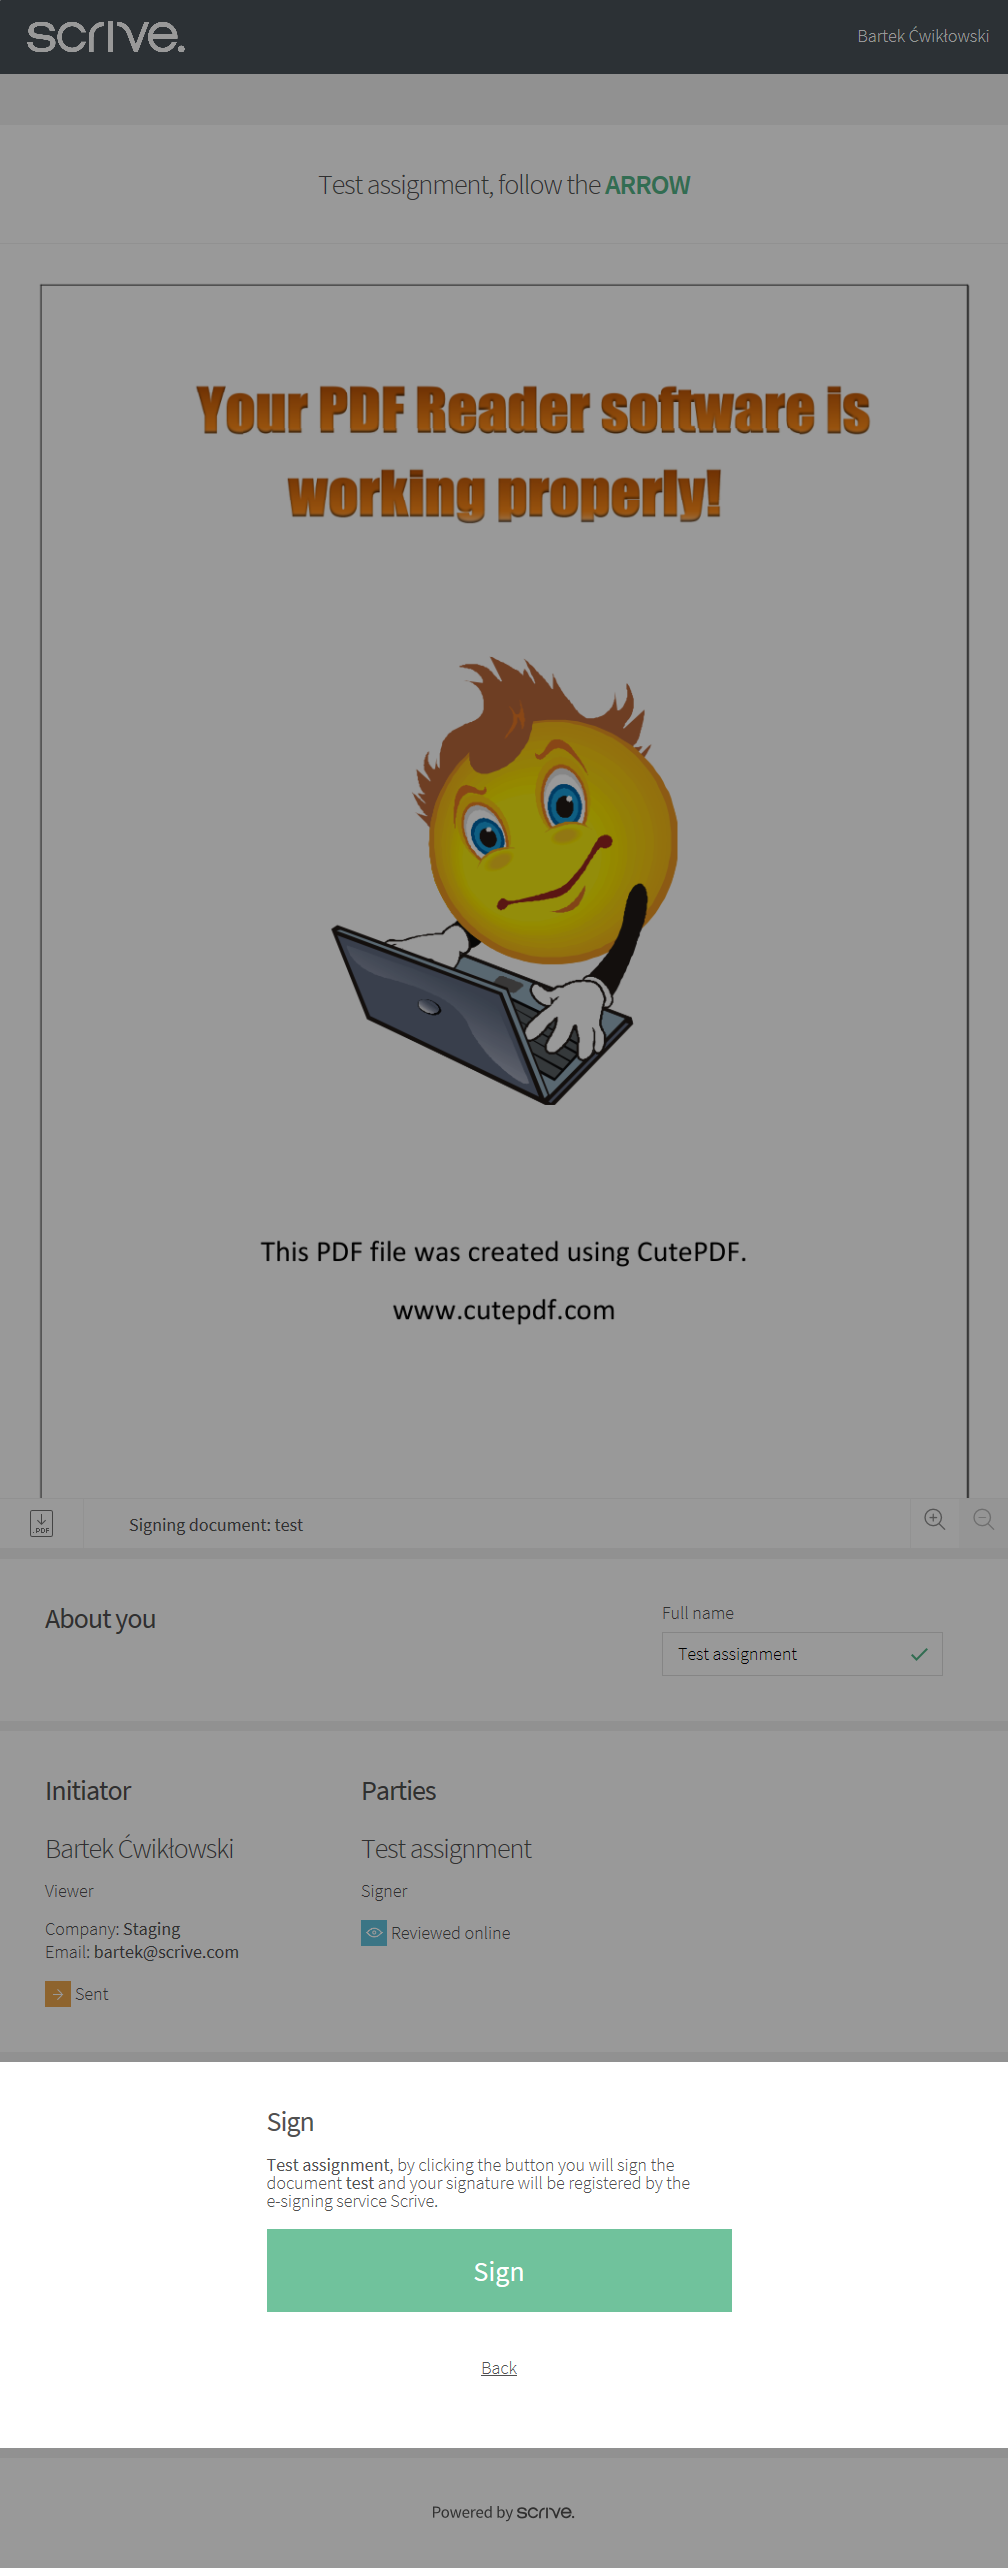 scrive.
Bartek Ćwikłowski
Test assignment, follow the ARROW
Your PDF Reader software is
working properly!
This PDF file was created using CutePDF.
www.cutepdf.com
.PDF
Signing document: test
About you
Full name
Test assignment
Initiator
Parties
Bartek Ćwikłowski
Test assignment
Viewer
Signer
Company: Staging
Email: bartek@scrive.com
Reviewed online
Sent
Sign
Test assignment, by clicking the button you will sign the
document test and your signature will be registered by the
e-signing service Scrive.
Sign
Back
Powered by scrive.